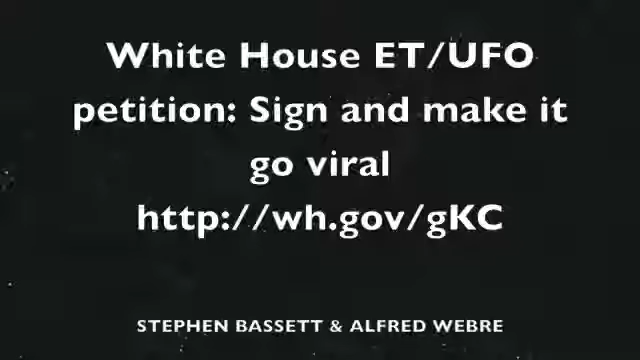 White House ET/UFO
petition: Sign and make it
go viral
http://wh.gov/gKC
STEPHEN BASSETT & ALFRED WEBRE